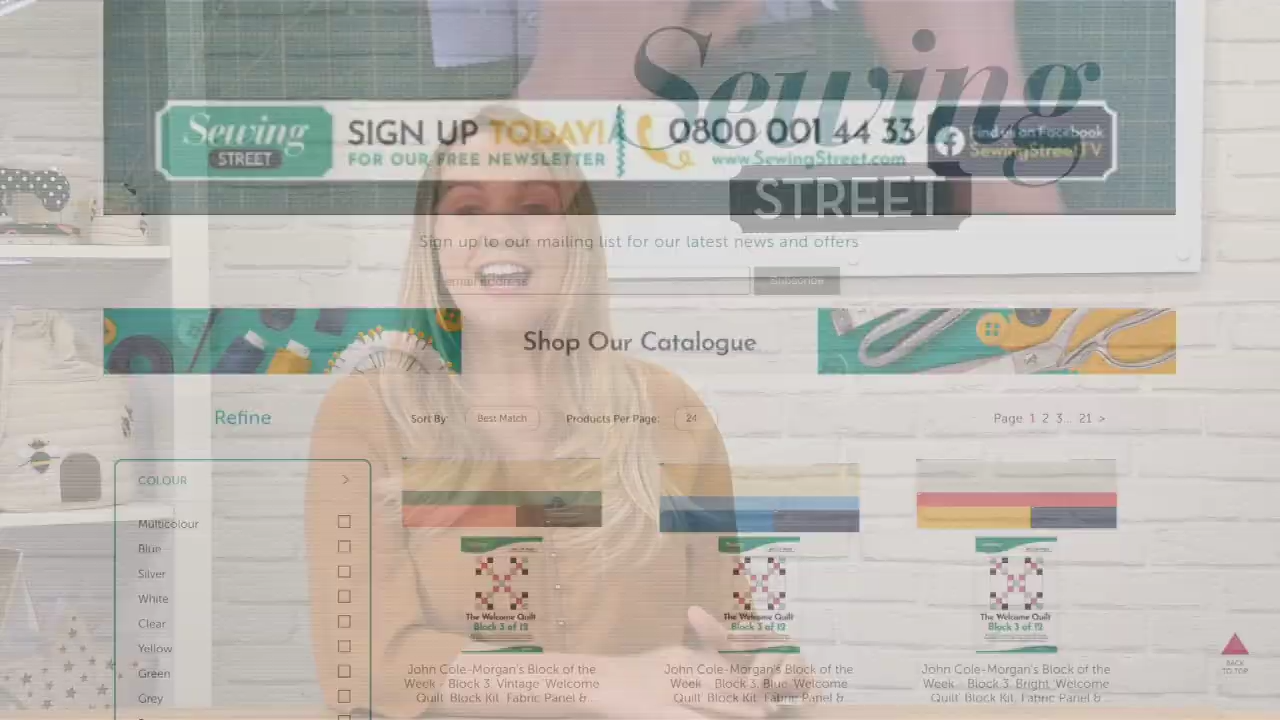 Sewing
STREET
Sewing
STREET
SIGN UP TODAY!
FOR OUR FREE NEWSLETTER
0800 001 44 33
www.SewingStreet.com
Find us on Facebook
SewingStreetTV
Sign up to our mailing list for our latest news and offers
email address
Subscribe
Shop Our Catalogue
Refine
Sort By:
Best Match
Products Per Page:
24
Page 1 2 3... 21 >
COLOUR >
Multicolour
Blue
Silver
White
Clear
Yellow
Green
Grey
The Welcome Quilt
Block 3 of 12
The Welcome Quilt
Block 3 of 12
The Welcome Quilt
Block 3 of 12
John Cole-Morgan's Block of the
Week - Block 3. Vintage 'Welcome
Quilt' Block Kit. Fabric Panel &...
John Cole-Morgan's Block of the
Week - Block 3. Blue 'Welcome
Quilt' Block Kit. Fabric Panel &...
John Cole-Morgan's Block of the
Week - Block 3. Bright 'Welcome
Quilt' Block Kit. Fabric Panel &...
BACK
TO TOP